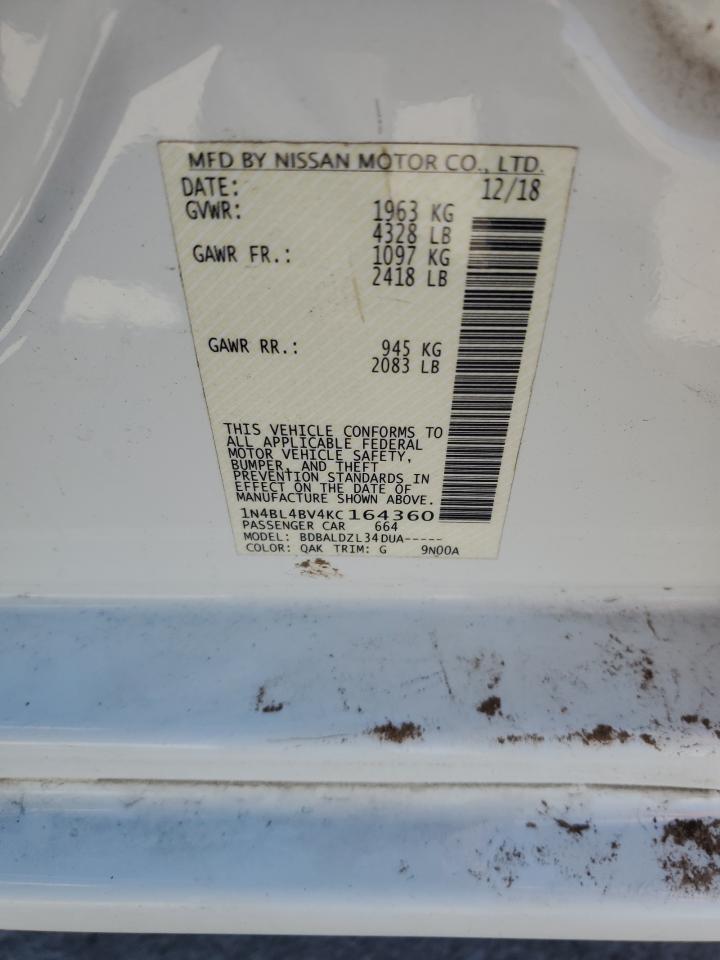 MFD BY NISSAN MOTOR CO., LTD.
DATE: 12/18
GVWR: 1963 KG
4328 LB
GAWR FR.: 1097 KG
2418 LB
GAWR RR.: 945 KG
2083 LB
THIS VEHICLE CONFORMS TO
ALL APPLICABLE FEDERAL
MOTOR VEHICLE SAFETY,
BUMPER, AND THEFT
PREVENTION STANDARDS IN
EFFECT ON THE DATE OF
MANUFACTURE SHOWN ABOVE.
1N4BL4BV4KC164360
PASSENGER CAR 664
MODEL: BDBALDZL34DUA-----
COLOR: QAK TRIM: G 9N00A